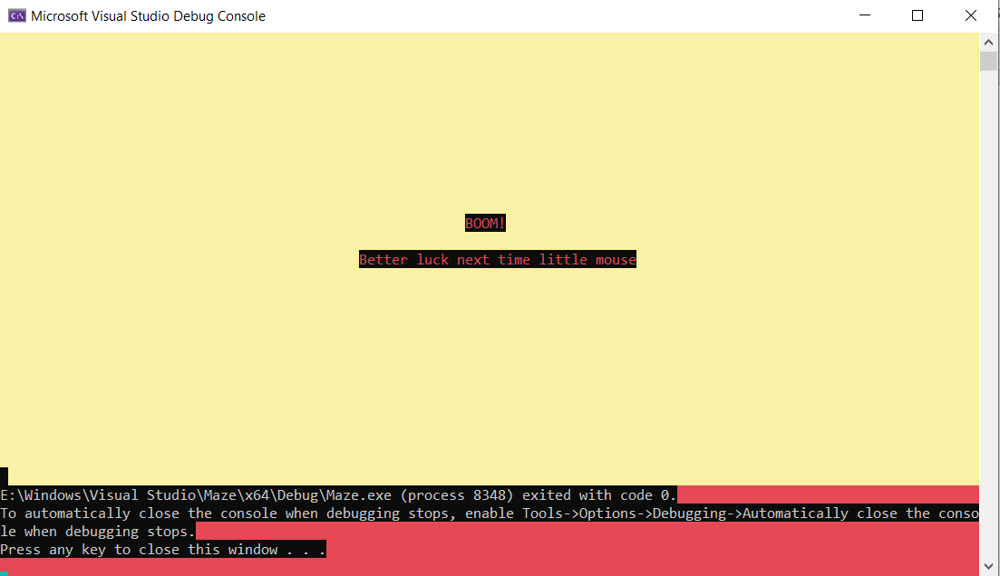 Microsoft Visual Studio Debug Console
BOOM!
Better luck next time little mouse
E:\Windows\Visual Studio\Maze\x64\Debug\Maze.exe (process 8348) exited with code 0.
To automatically close the console when debugging stops, enable Tools->Options->Debugging->Automatically close the conso
le when debugging stops.
Press any key to close this window . . .